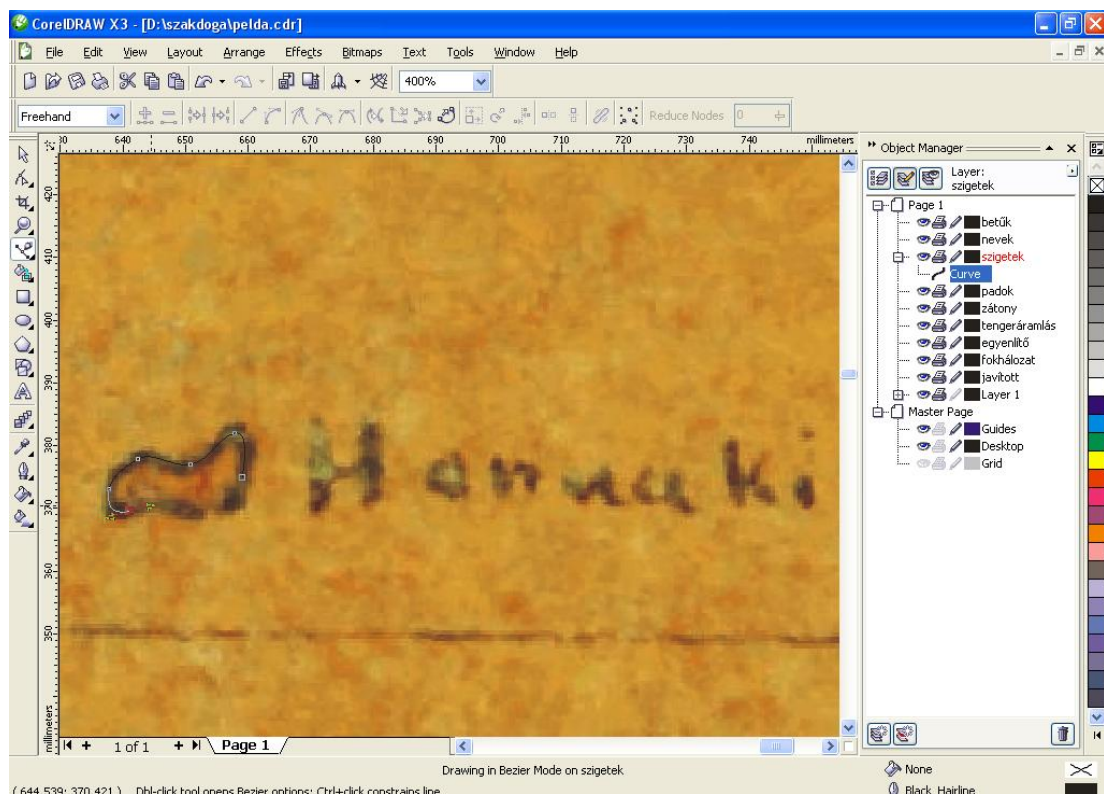 CorelDRAW X3 - [D:\szakdoga\pelda.cdr]
File Edit View Layout Arrange Effects Bitmaps Text Tools Window Help
400%
Freehand Reduce Nodes 0
640 650 660 670 680 690 700 710 720 730 740 millimeters
420
410
400
390
380
370
360
350
millimeters
Object Manager
Layer:
szigetek
Page 1
betűk
nevek
szigetek
Curve
padok
zátony
tengeráramlás
egyenlítő
fokhálozat
javított
Layer 1
Master Page
Guides
Desktop
Grid
1 of 1 Page 1
Drawing in Bezier Mode on szigetek
None
( 644,539; 370,421 ) Dbl-click tool opens Bezier options; Ctrl+click constrains line
Black Hairline